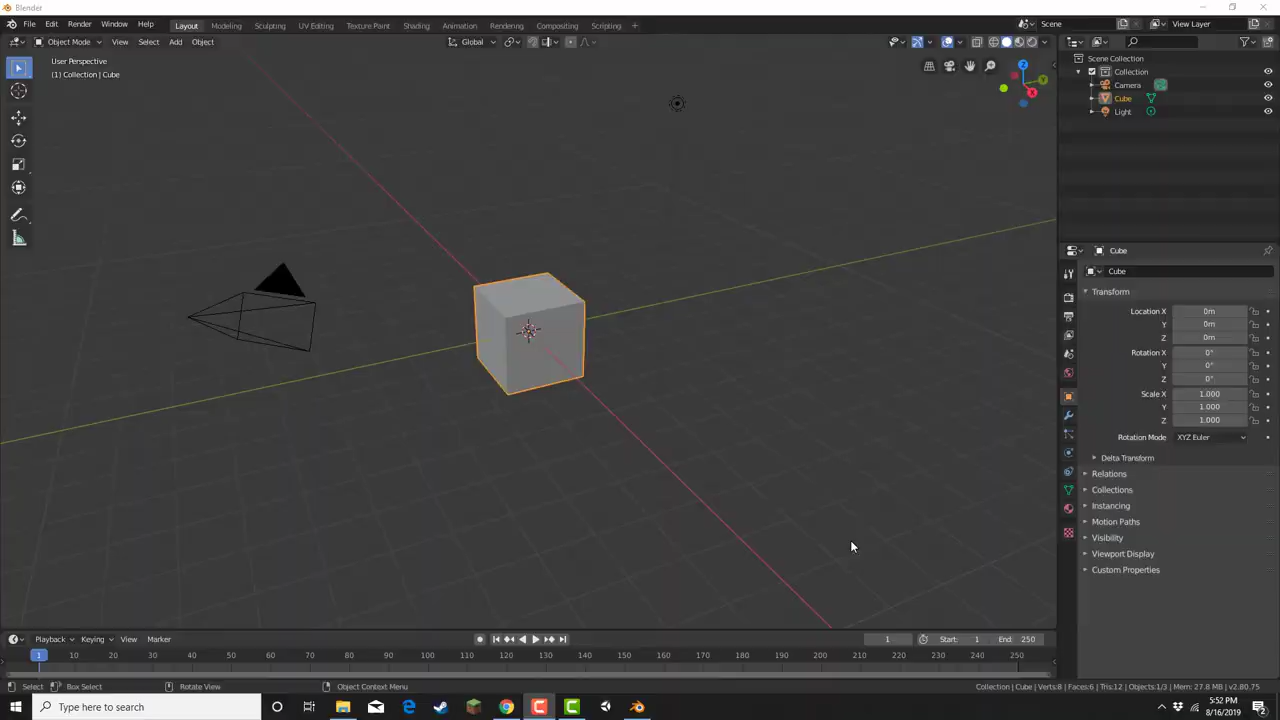 Blender
File Edit Render Window Help Layout Modeling Sculpting UV Editing Texture Paint Shading Animation Rendering Compositing Scripting + Scene View Layer
Object Mode View Select Add Object Global
User Perspective
(1) Collection | Cube
Z
Y
X
Scene Collection
Collection
Camera
Cube
Light
Cube
Cube
Transform
Location X 0m
Y 0m
Z 0m
Rotation X 0°
Y 0°
Z 0°
Scale X 1.000
Y 1.000
Z 1.000
Rotation Mode XYZ Euler
Delta Transform
Relations
Collections
Instancing
Motion Paths
Visibility
Viewport Display
Custom Properties
Playback Keying View Marker 1 Start: 1 End: 250
1 10 20 30 40 50 60 70 80 90 100 110 120 130 140 150 160 170 180 190 200 210 220 230 240 250
Select Box Select Rotate View Object Context Menu Collection | Cube | Verts:8 | Faces:6 | Tris:12 | Objects:1/3 | Mem: 27.8 MB | v2.80.75
Type here to search
5:52 PM
8/16/2019
2